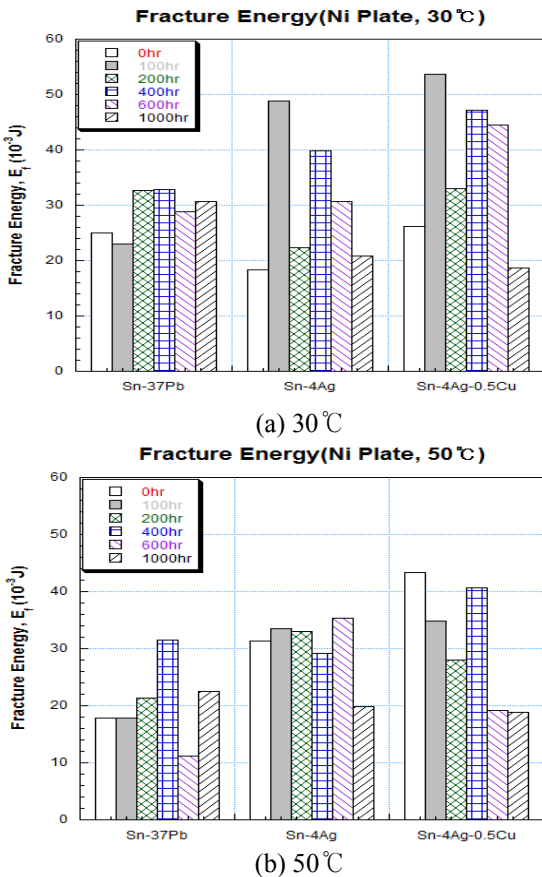 Fracture Energy(Ni Plate, 30℃)
60
50
40
30
20
10
0
Fracture Energy, E_f (10^-3 J)
0hr
100hr
200hr
400hr
600hr
1000hr
Sn-37Pb Sn-4Ag Sn-4Ag-0.5Cu
(a) 30℃
Fracture Energy(Ni Plate, 50℃)
60
50
40
30
20
10
0
Fracture Energy, E_f (10^-3 J)
0hr
100hr
200hr
400hr
600hr
1000hr
Sn-37Pb Sn-4Ag Sn-4Ag-0.5Cu
(b) 50℃